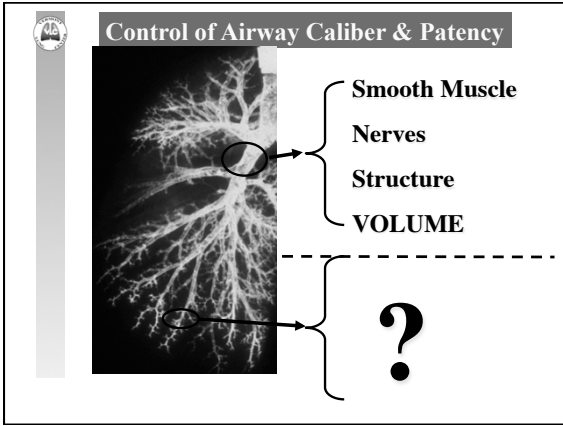 Control of Airway Caliber & Patency
Smooth Muscle
Nerves
Structure
VOLUME
?